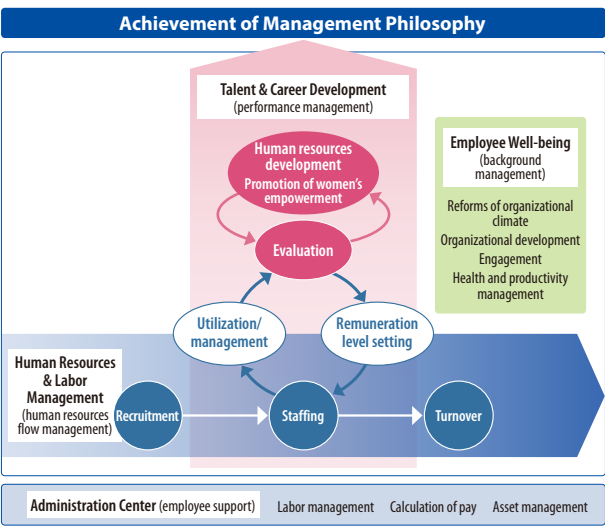 Achievement of Management Philosophy
Talent & Career Development
(performance management)
Human resources
development
Promotion of women's
empowerment
Evaluation
Employee Well-being
(background
management)
Reforms of organizational
climate
Organizational development
Engagement
Health and productivity
management
Utilization/
management
Remuneration
level setting
Human Resources
& Labor
Management
(human resources
flow management)
Recruitment
Staffing
Turnover
Administration Center (employee support)
Labor management
Calculation of pay
Asset management